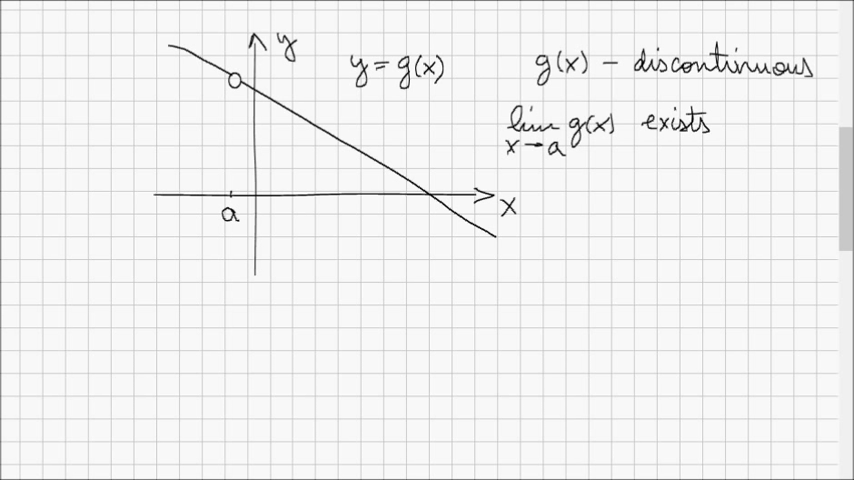 y
y = g(x)
g(x) – discontinuous
lim g(x) exists
x→a
a
x